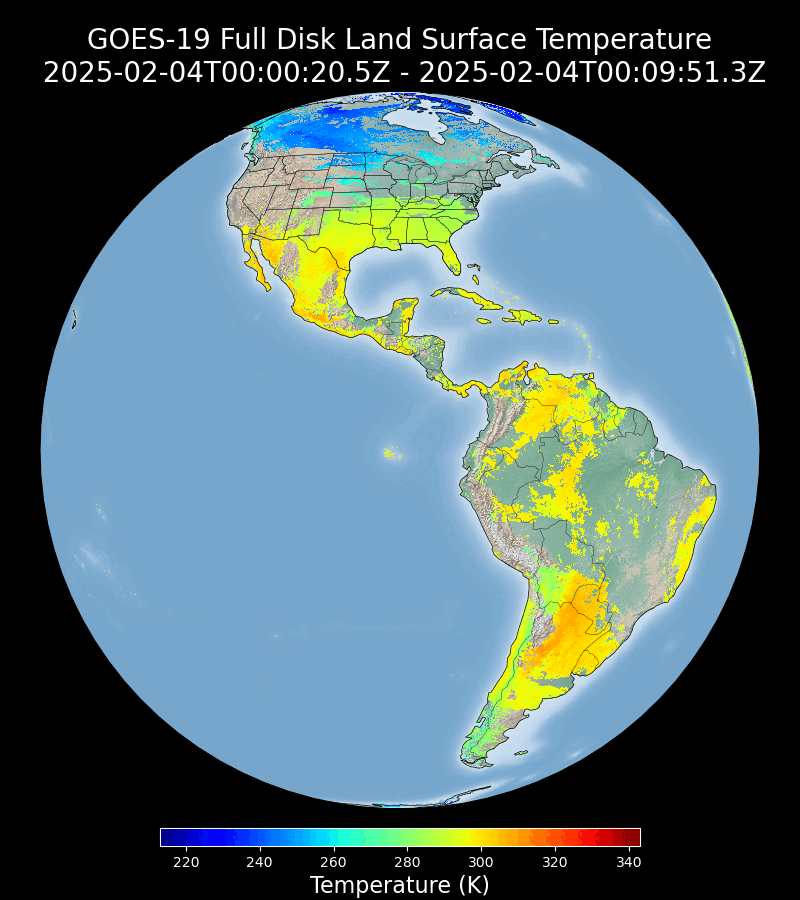 GOES-19 Full Disk Land Surface Temperature
2025-02-04T00:00:20.5Z - 2025-02-04T00:09:51.3Z
220 240 260 280 300 320 340
Temperature (K)